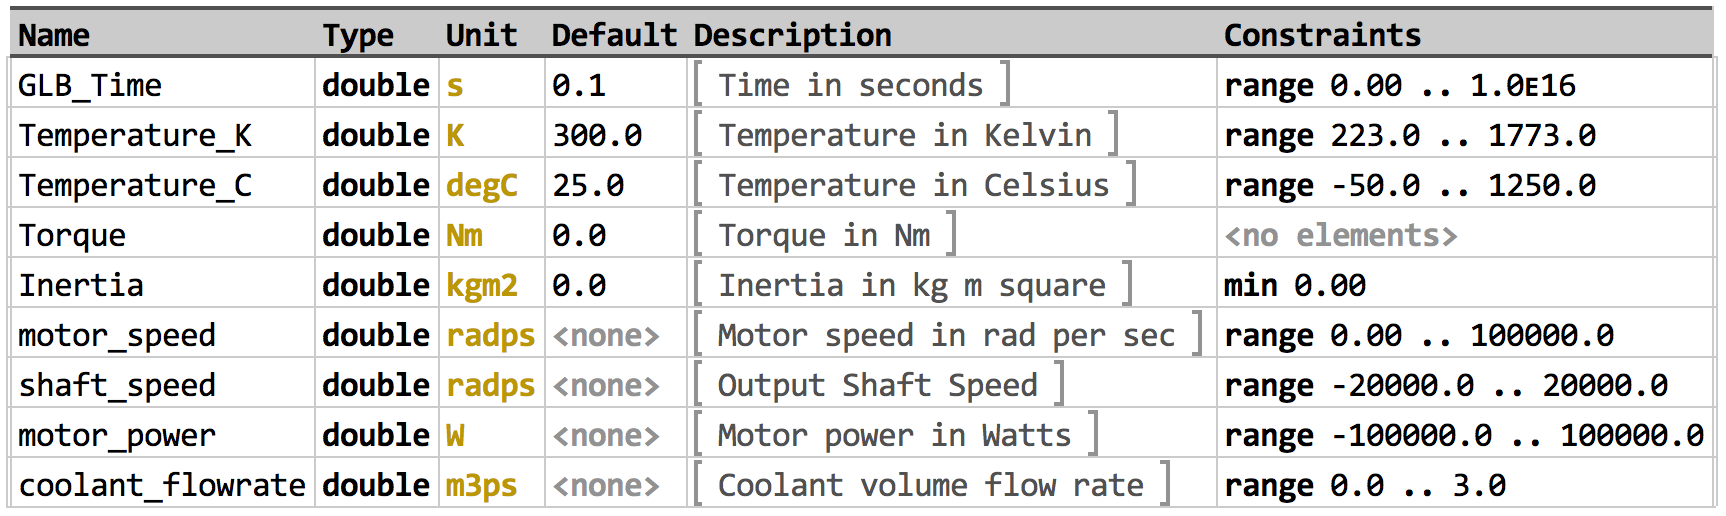 Name Type Unit Default Description Constraints
GLB_Time double s 0.1 [ Time in seconds ] range 0.00 .. 1.0E16
Temperature_K double K 300.0 [ Temperature in Kelvin ] range 223.0 .. 1773.0
Temperature_C double degC 25.0 [ Temperature in Celsius ] range -50.0 .. 1250.0
Torque double Nm 0.0 [ Torque in Nm ] <no elements>
Inertia double kgm2 0.0 [ Inertia in kg m square ] min 0.00
motor_speed double radps <none> [ Motor speed in rad per sec ] range 0.00 .. 100000.0
shaft_speed double radps <none> [ Output Shaft Speed ] range -20000.0 .. 20000.0
motor_power double W <none> [ Motor power in Watts ] range -100000.0 .. 100000.0
coolant_flowrate double m3ps <none> [ Coolant volume flow rate ] range 0.0 .. 3.0